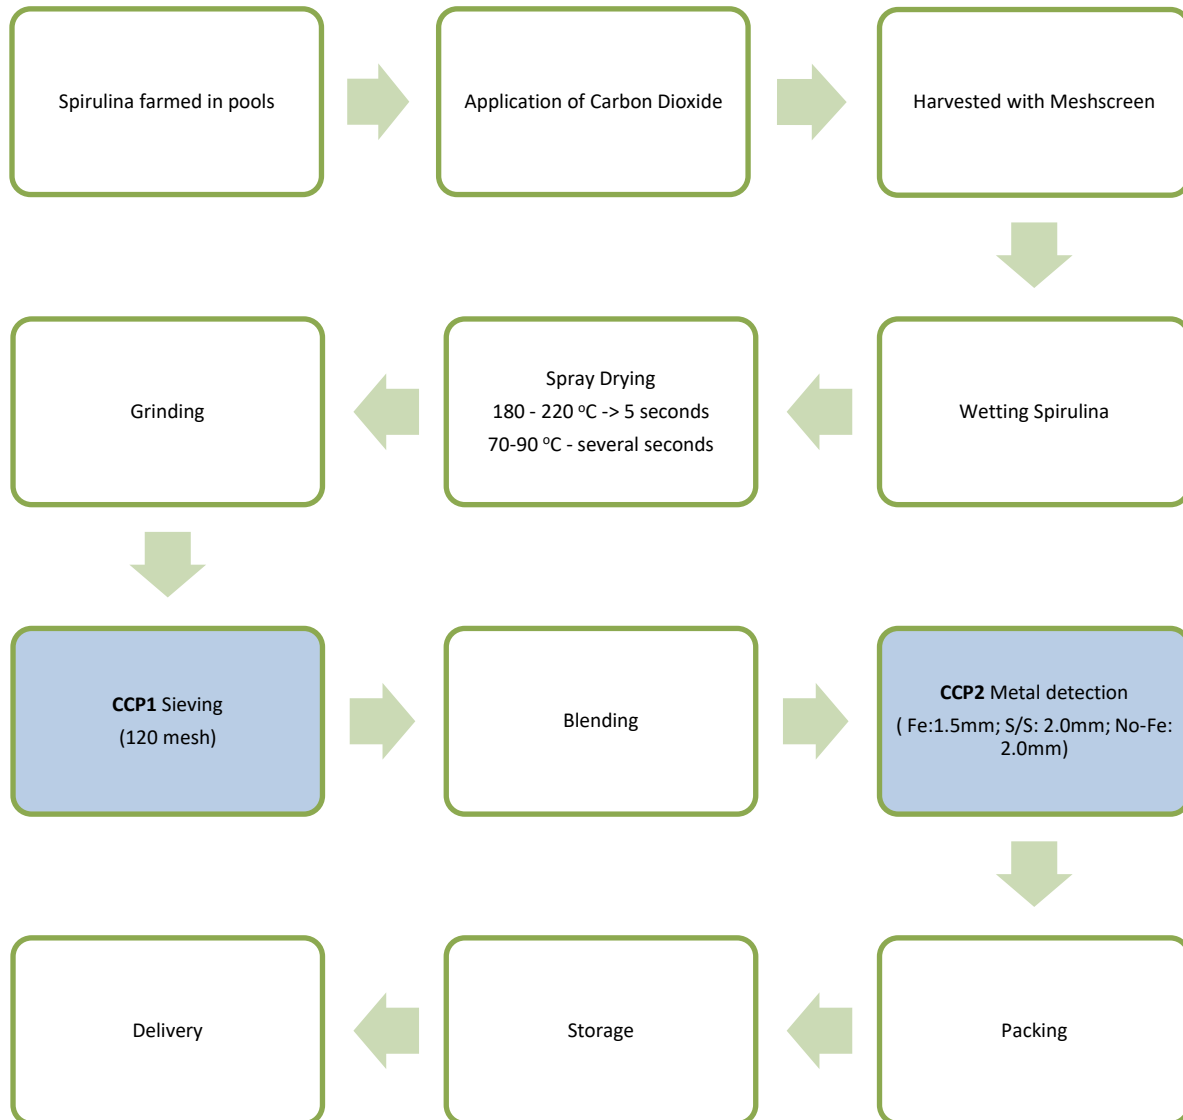 Spirulina farmed in pools
Application of Carbon Dioxide
Harvested with Meshscreen
Wetting Spirulina
Spray Drying
180 - 220 ºC -> 5 seconds
70-90 ºC - several seconds
Grinding
CCP1 Sieving
(120 mesh)
Blending
CCP2 Metal detection
( Fe:1.5mm; S/S: 2.0mm; No-Fe:
2.0mm)
Packing
Storage
Delivery